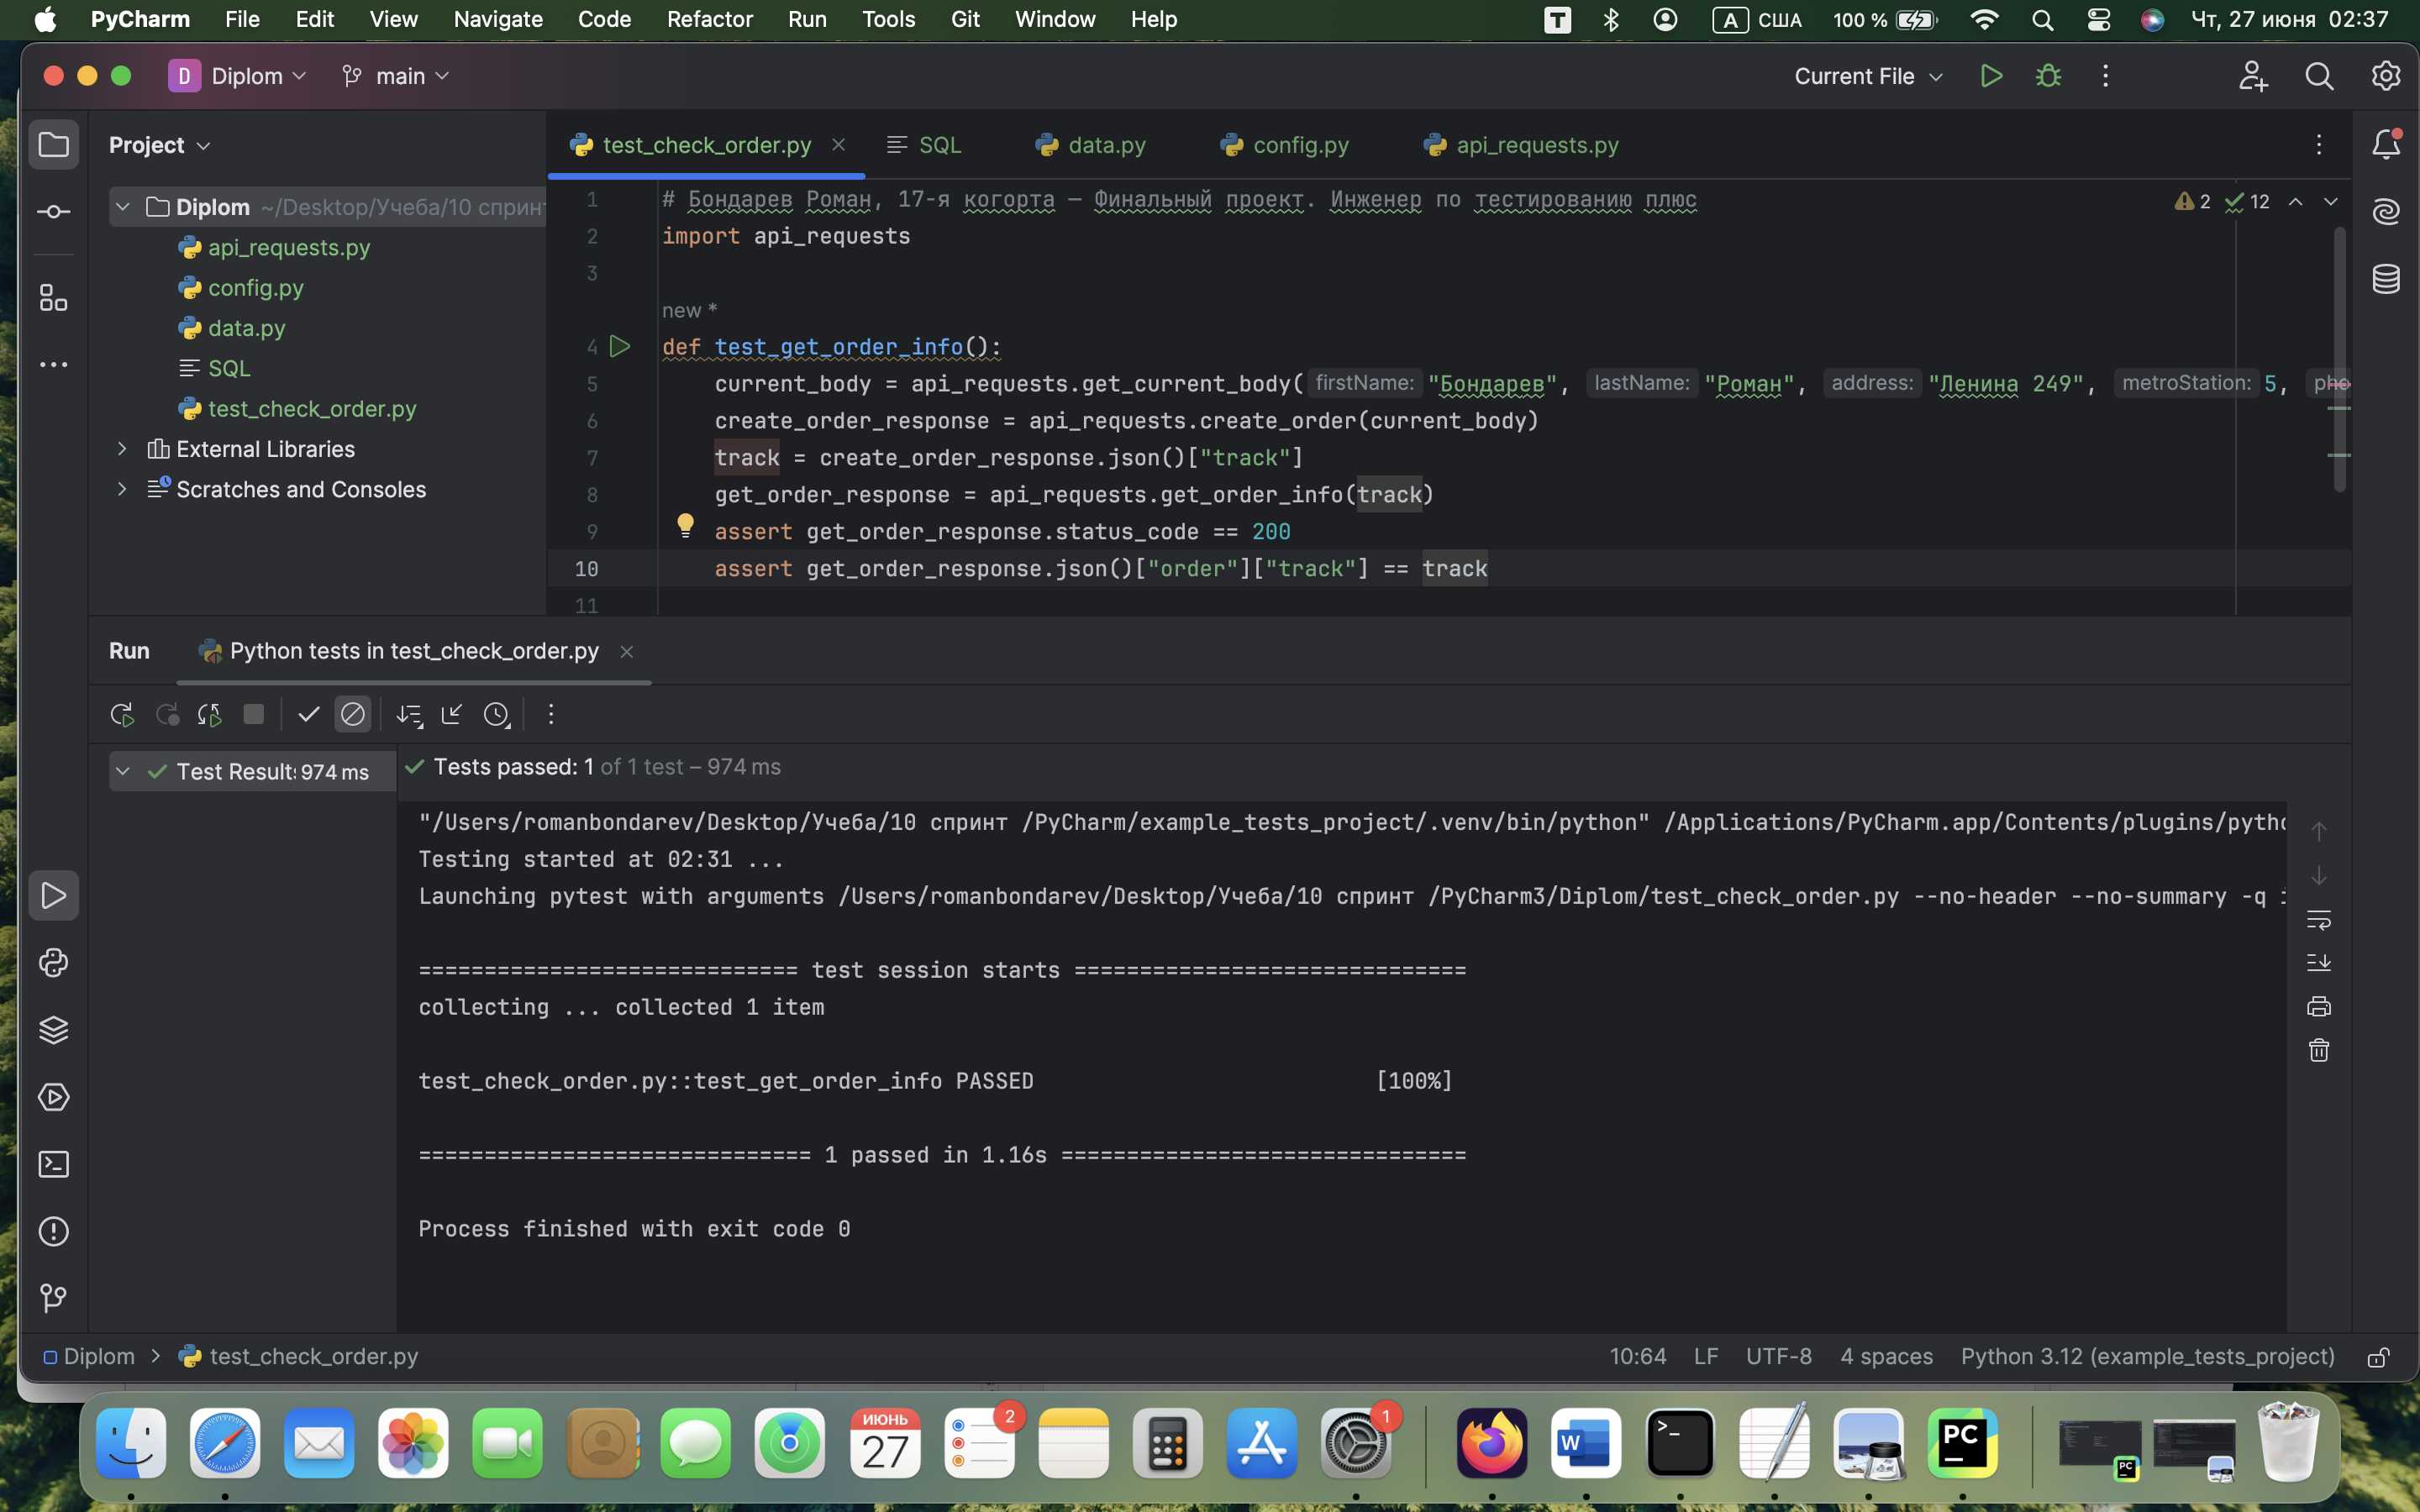 PyCharm File Edit View Navigate Code Refactor Run Tools Git Window Help T A США 100 % Чт, 27 июня 02:37
D Diplom main Current File
Project
test_check_order.py SQL data.py config.py api_requests.py
Diplom ~/Desktop/Учеба/10 спринт
api_requests.py
config.py
data.py
SQL
test_check_order.py
External Libraries
Scratches and Consoles
1 # Бондарев Роман, 17-я когорта — Финальный проект. Инженер по тестированию плюс 2 12
2 import api_requests
3
new *
4 def test_get_order_info():
5 current_body = api_requests.get_current_body( firstName: "Бондарев", lastName: "Роман", address: "Ленина 249", metroStation: 5, pho
6 create_order_response = api_requests.create_order(current_body)
7 track = create_order_response.json()["track"]
8 get_order_response = api_requests.get_order_info(track)
9 assert get_order_response.status_code == 200
10 assert get_order_response.json()["order"]["track"] == track
11
Run Python tests in test_check_order.py
Test Results 974 ms
Tests passed: 1 of 1 test – 974 ms
"/Users/romanbondarev/Desktop/Учеба/10 спринт /PyCharm/example_tests_project/.venv/bin/python" /Applications/PyCharm.app/Contents/plugins/pytho
Testing started at 02:31 ...
Launching pytest with arguments /Users/romanbondarev/Desktop/Учеба/10 спринт /PyCharm3/Diplom/test_check_order.py --no-header --no-summary -q i
============================= test session starts ==============================
collecting ... collected 1 item
test_check_order.py::test_get_order_info PASSED [100%]
============================== 1 passed in 1.16s ===============================
Process finished with exit code 0
Diplom test_check_order.py 10:64 LF UTF-8 4 spaces Python 3.12 (example_tests_project)
ИЮНЬ
27
2
1
W
>_
PC
PC